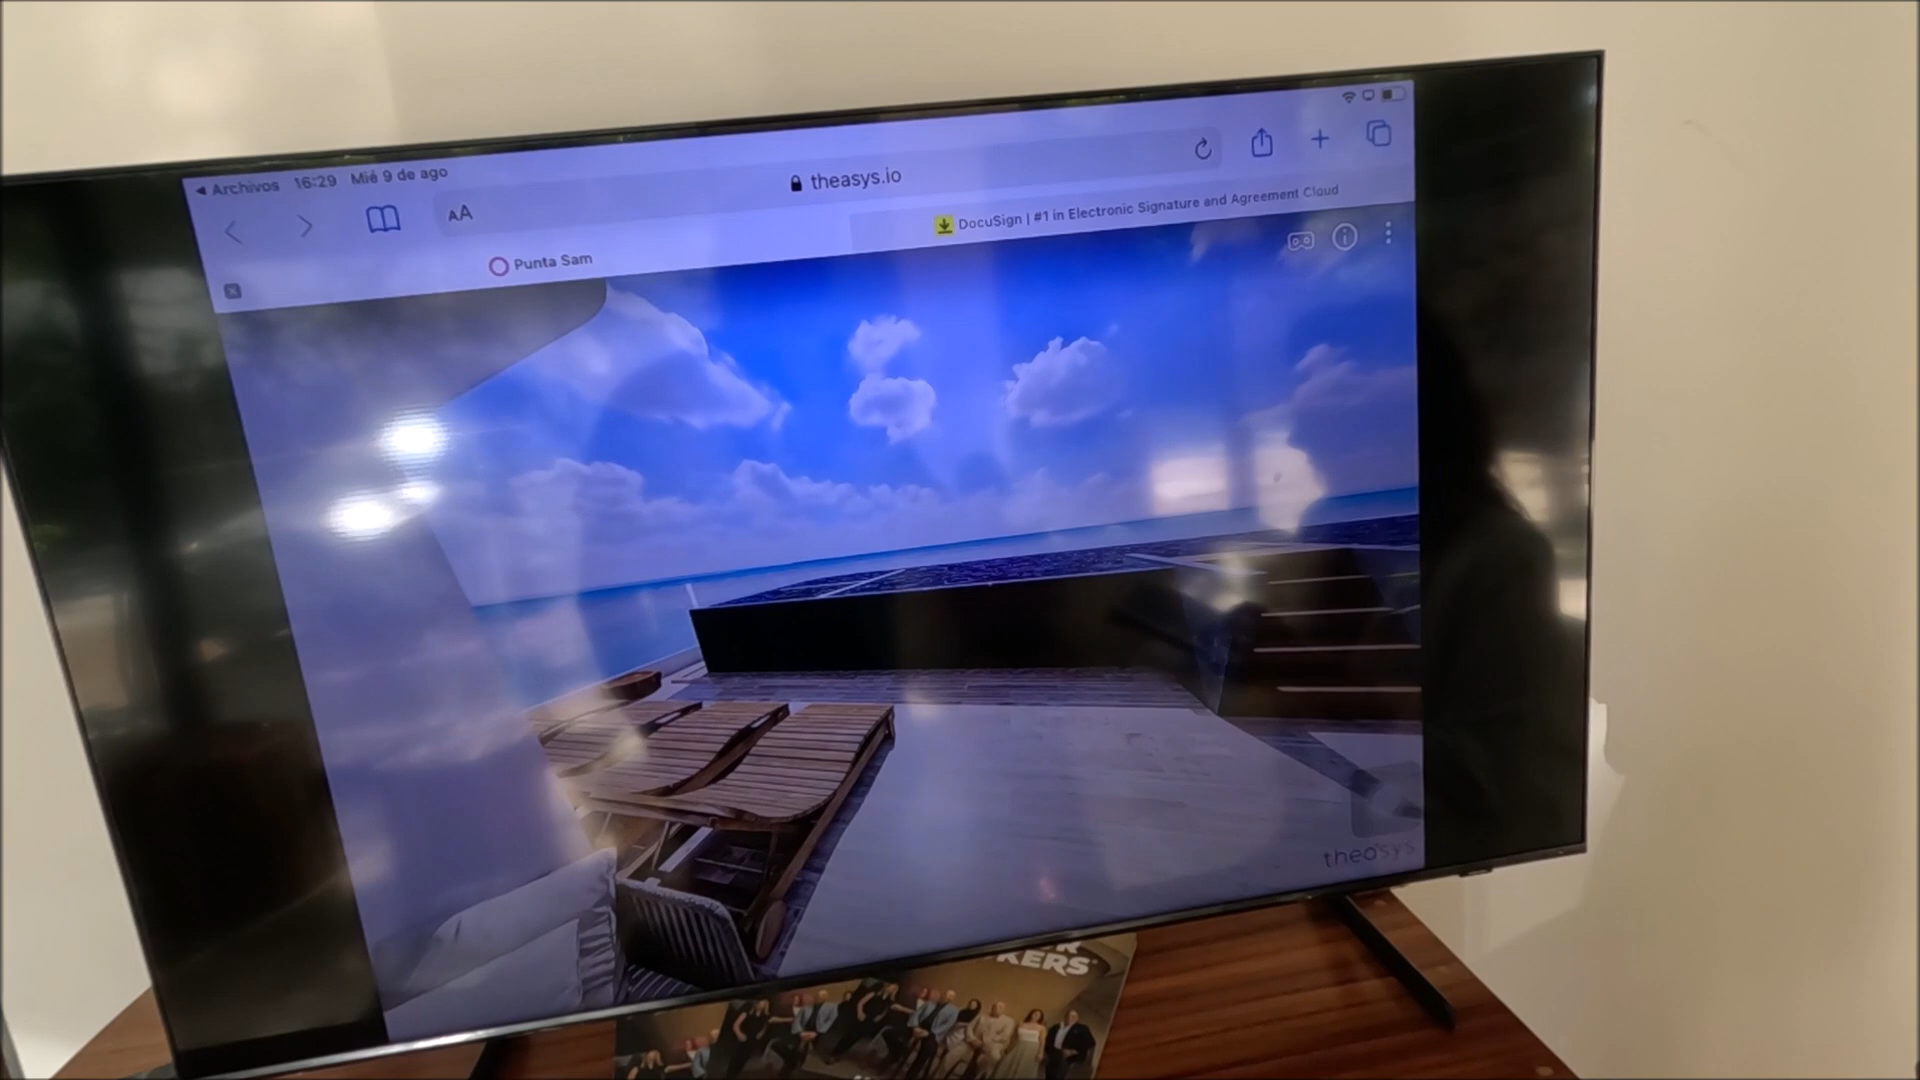 ◀ Archivos 16:29 Mié 9 de ago
AA
theasys.io
Punta Sam
DocuSign | #1 in Electronic Signature and Agreement Cloud
theasys
KERS